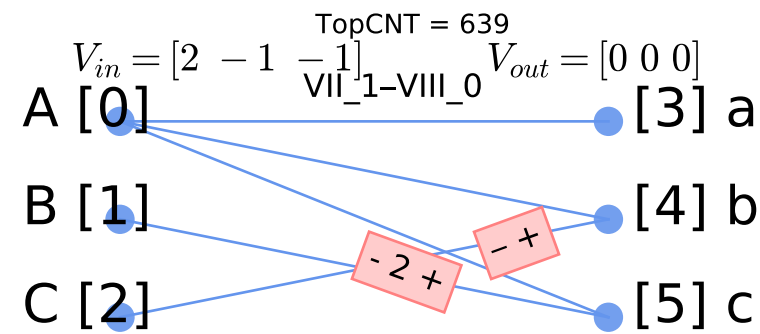 TopCNT = 639
V_in = [2 −1 −1] V_out = [0 0 0]
VII_1–VIII_0
A [0] [3] a
B [1] [4] b
– +
- 2 +
C [2] [5] c